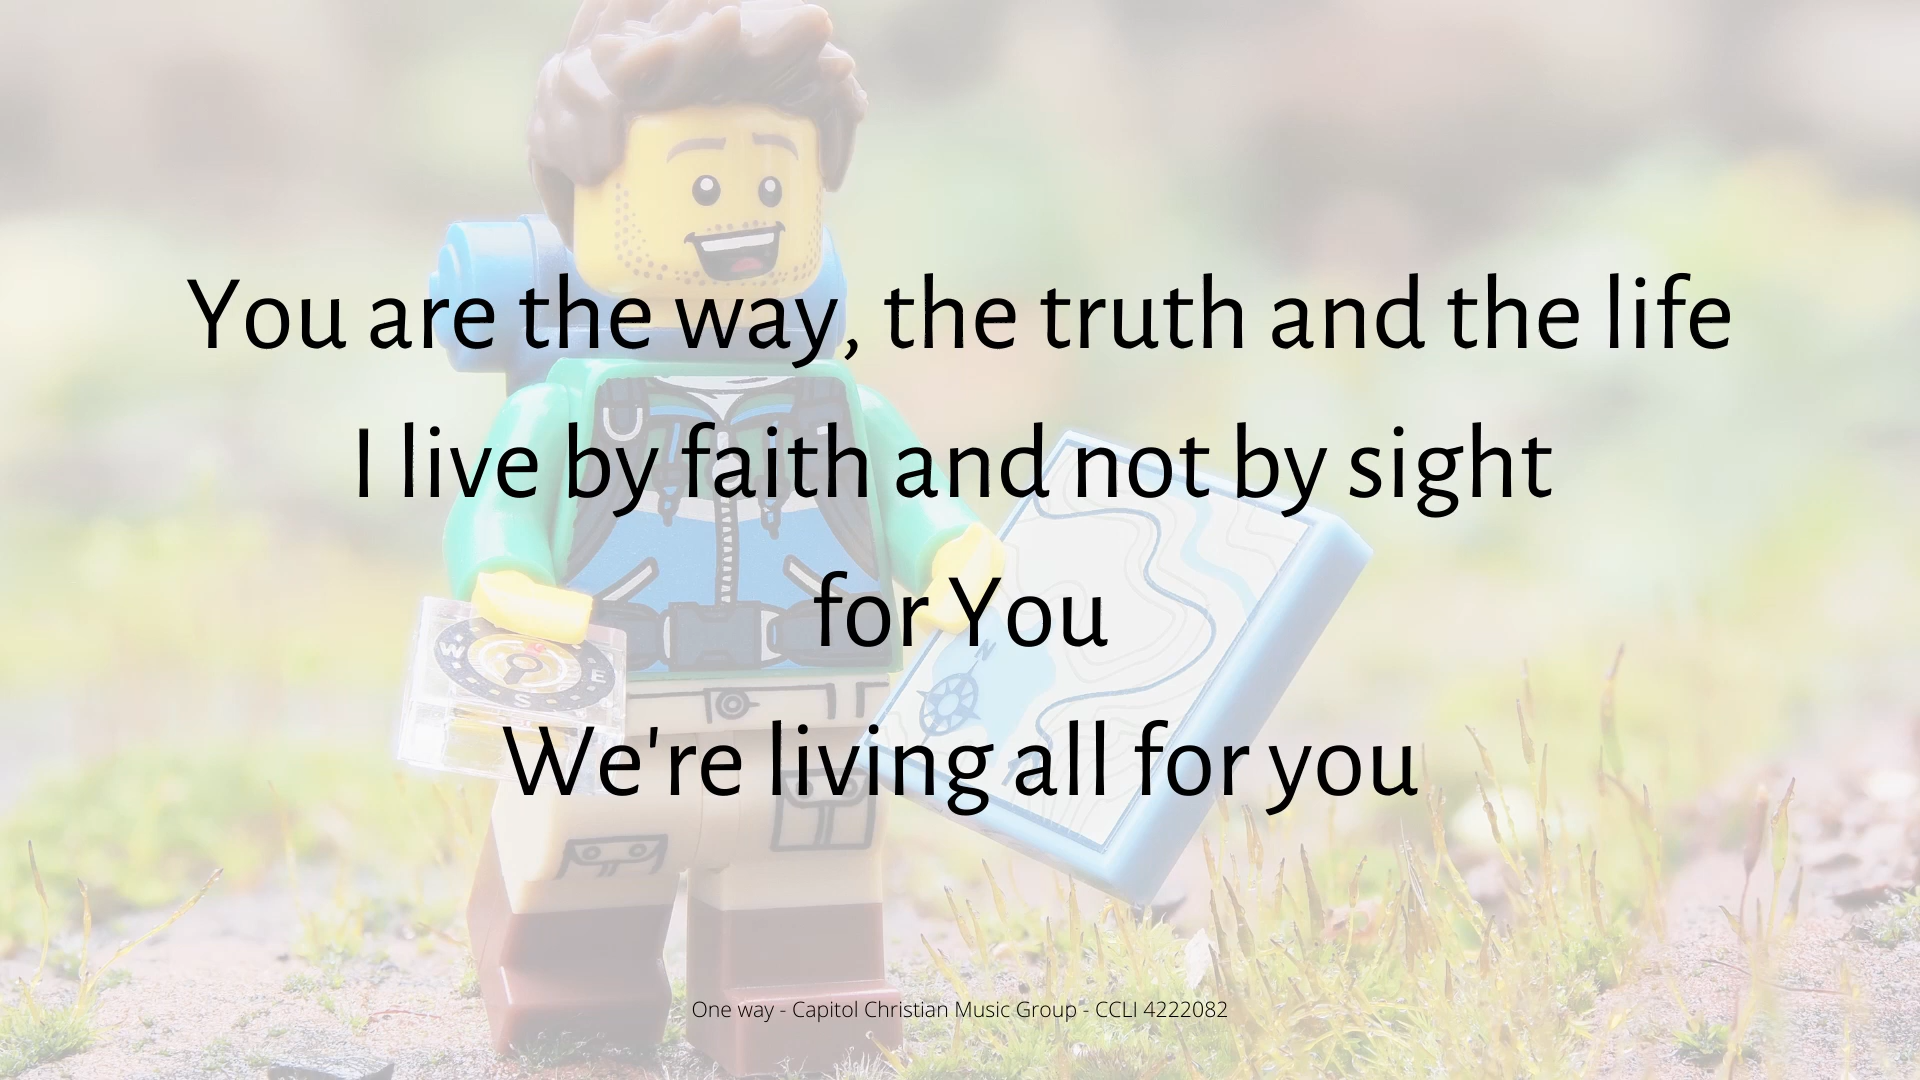 You are the way, the truth and the life
I live by faith and not by sight
for You
We're living all for you
W
E
S
N
One way - Capitol Christian Music Group - CCLI 4222082